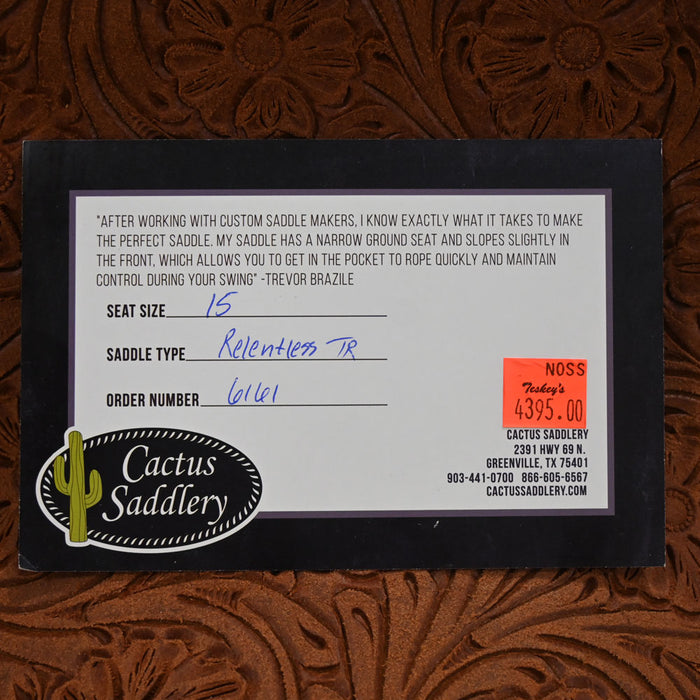 "AFTER WORKING WITH CUSTOM SADDLE MAKERS, I KNOW EXACTLY WHAT IT TAKES TO MAKE
THE PERFECT SADDLE. MY SADDLE HAS A NARROW GROUND SEAT AND SLOPES SLIGHTLY IN
THE FRONT, WHICH ALLOWS YOU TO GET IN THE POCKET TO ROPE QUICKLY AND MAINTAIN
CONTROL DURING YOUR SWING" -TREVOR BRAZILE
SEAT SIZE 15
SADDLE TYPE Relentless TR
ORDER NUMBER 6161
NOSS
Teskey's
4395.00
CACTUS SADDLERY
2391 HWY 69 N.
GREENVILLE, TX 75401
903-441-0700 866-605-6567
CACTUSSADDLERY.COM
Cactus
Saddlery